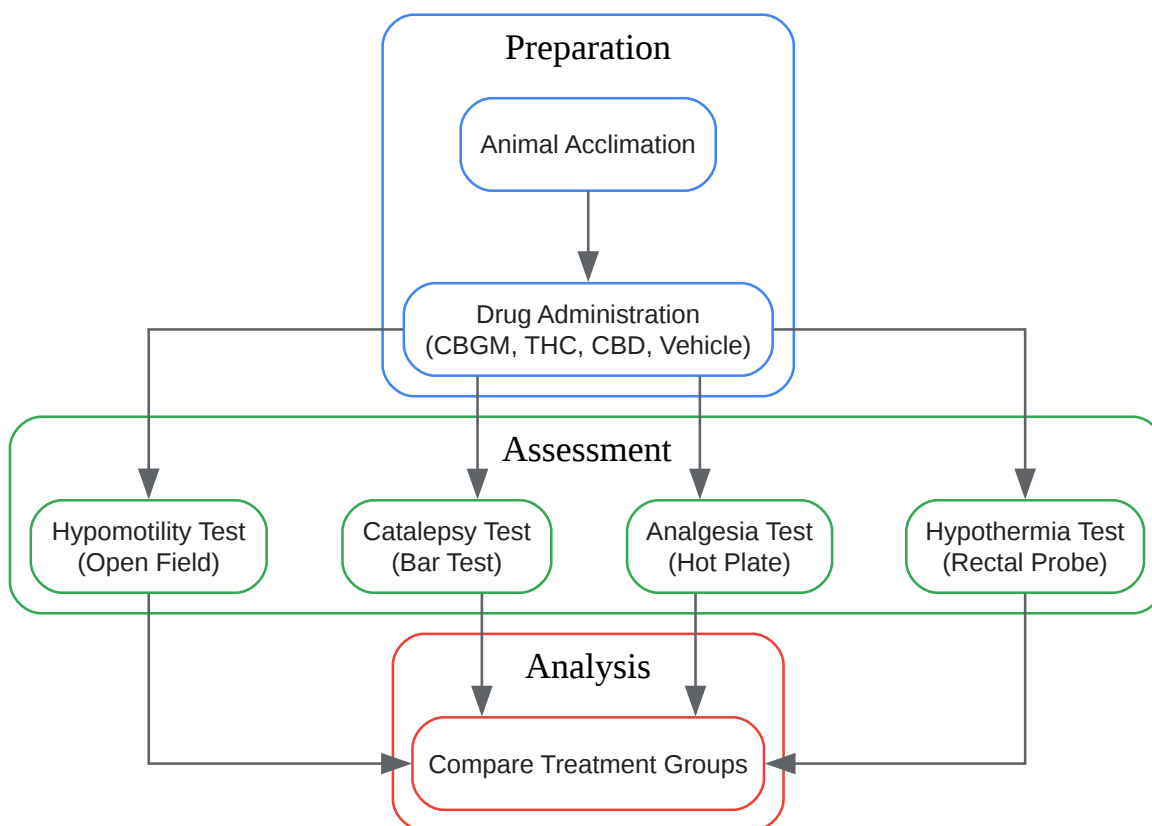 Preparation
Animal Acclimation
Drug Administration
(CBGM, THC, CBD, Vehicle)
Assessment
Hypomotility Test
(Open Field)
Catalepsy Test
(Bar Test)
Analgesia Test
(Hot Plate)
Hypothermia Test
(Rectal Probe)
Analysis
Compare Treatment Groups